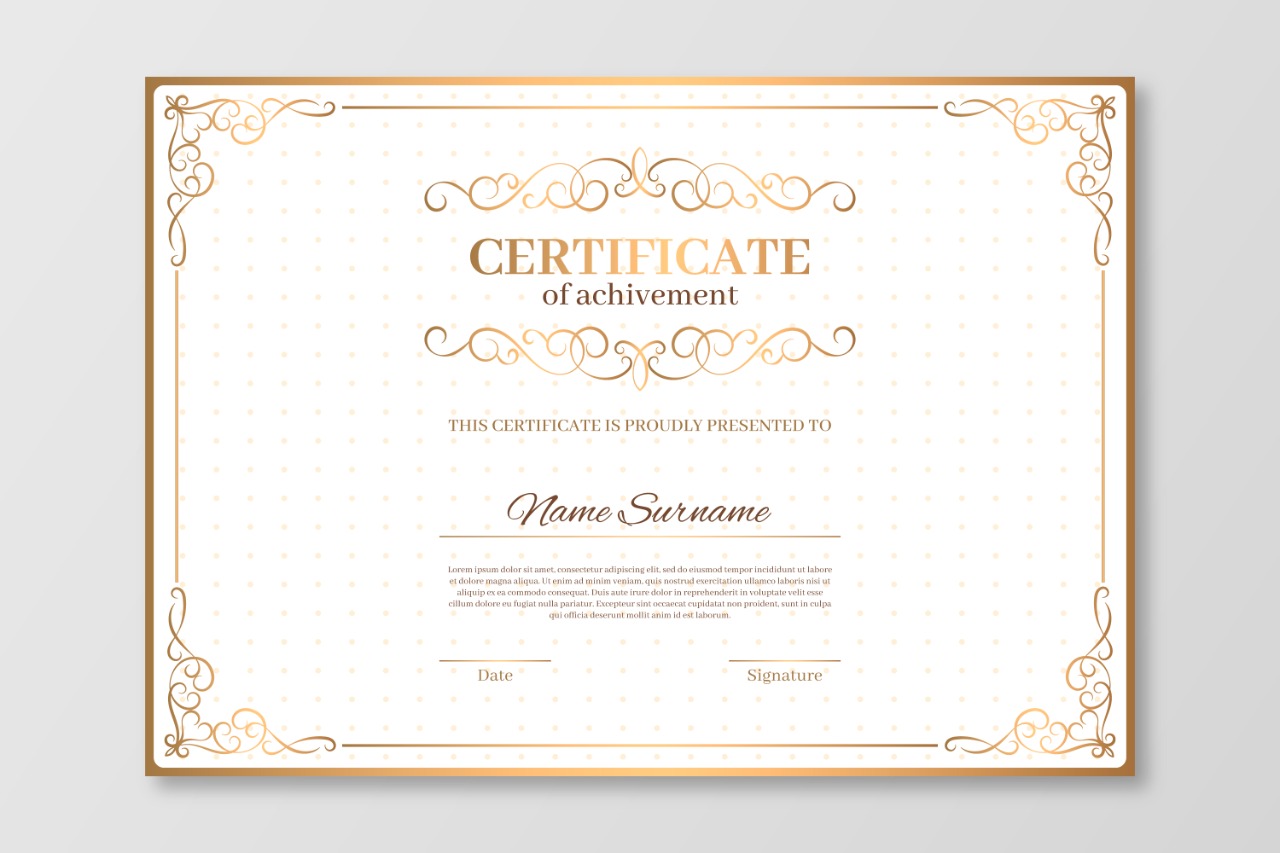 CERTIFICATE
of achivement
THIS CERTIFICATE IS PROUDLY PRESENTED TO
Name Surname
Lorem ipsum dolor sit amet, consectetur adipiscing elit, sed do eiusmod tempor incididunt ut labore
et dolore magna aliqua. Ut enim ad minim veniam, quis nostrud exercitation ullamco laboris nisi ut
aliquip ex ea commodo consequat. Duis aute irure dolor in reprehenderit in voluptate velit esse
cillum dolore eu fugiat nulla pariatur. Excepteur sint occaecat cupidatat non proident, sunt in culpa
qui officia deserunt mollit anim id est laborum.
Date
Signature